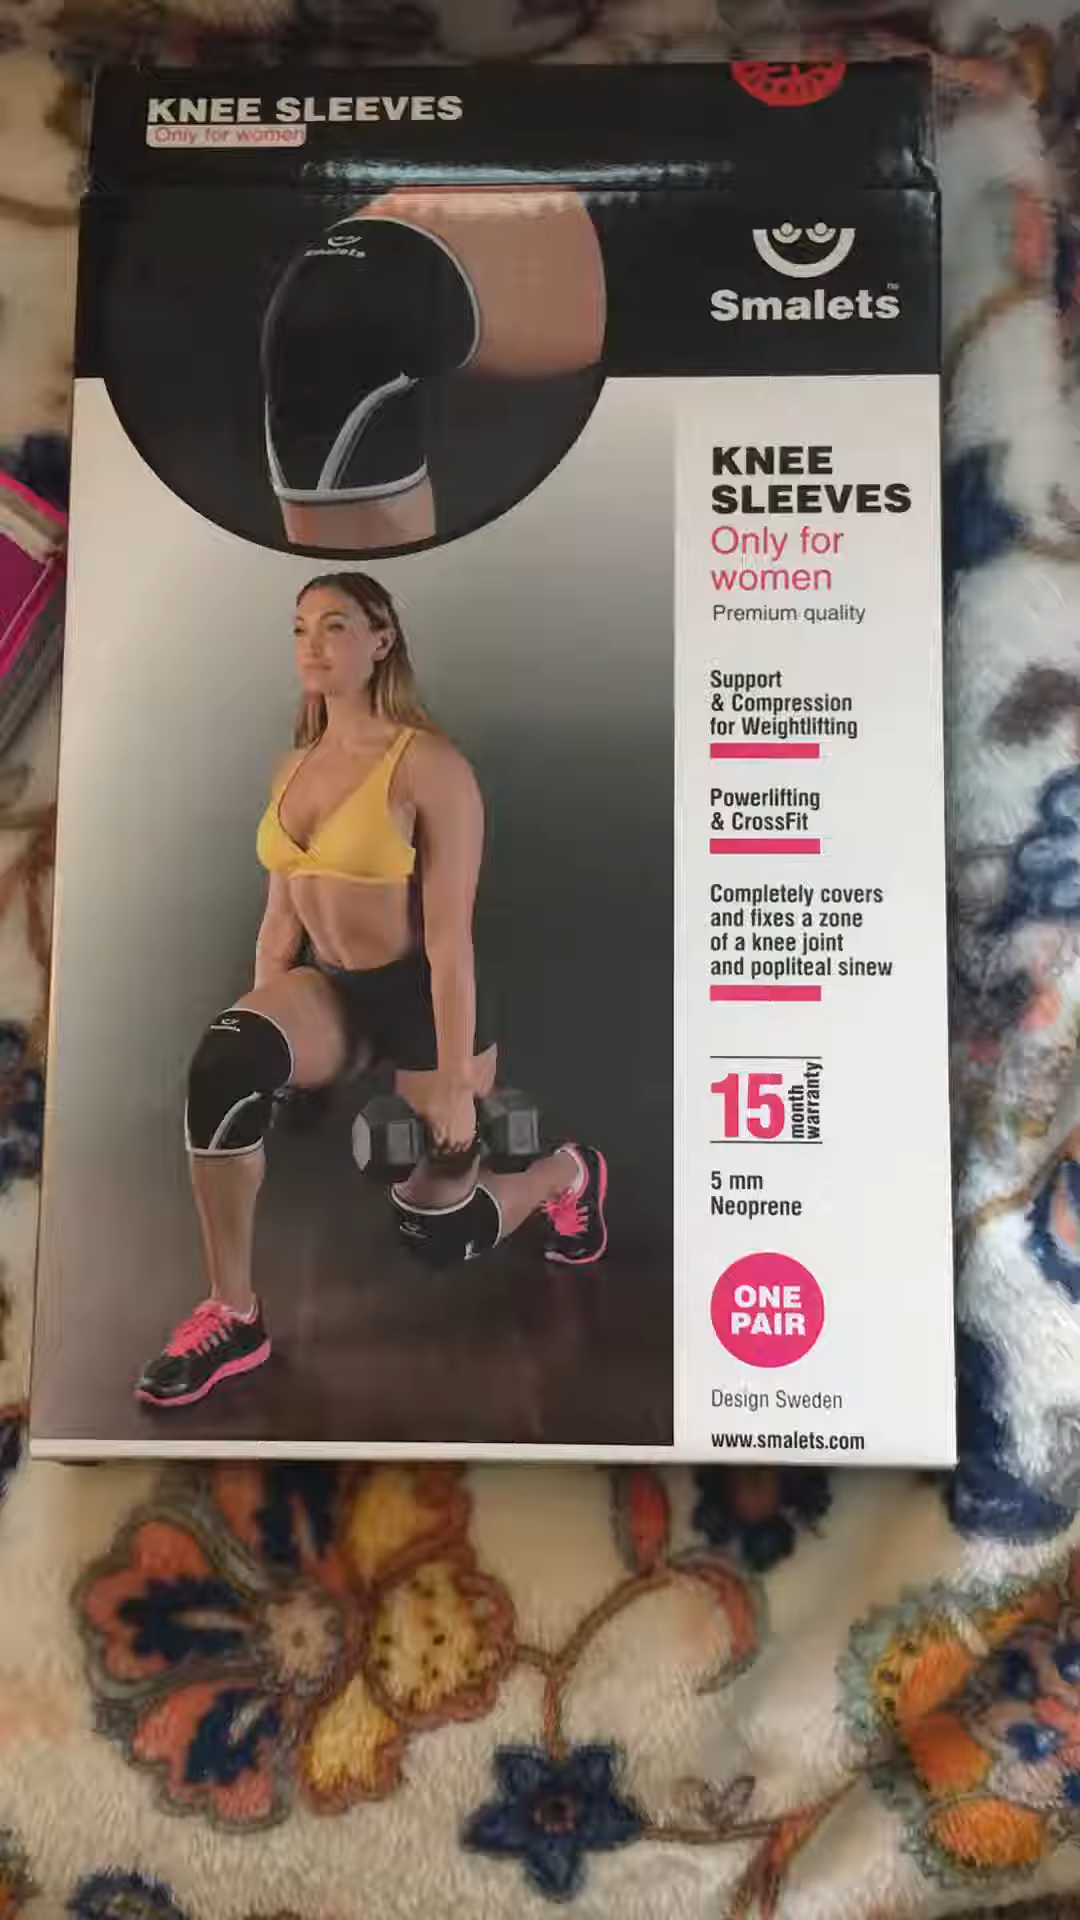 KNEE SLEEVES
Only for women
Smalets
Smalets™
KNEE
SLEEVES
Only for
women
Premium quality
Support
& Compression
for Weightlifting
Powerlifting
& CrossFit
Completely covers
and fixes a zone
of a knee joint
and popliteal sinew
15 month warranty
5 mm
Neoprene
ONE
PAIR
Design Sweden
www.smalets.com